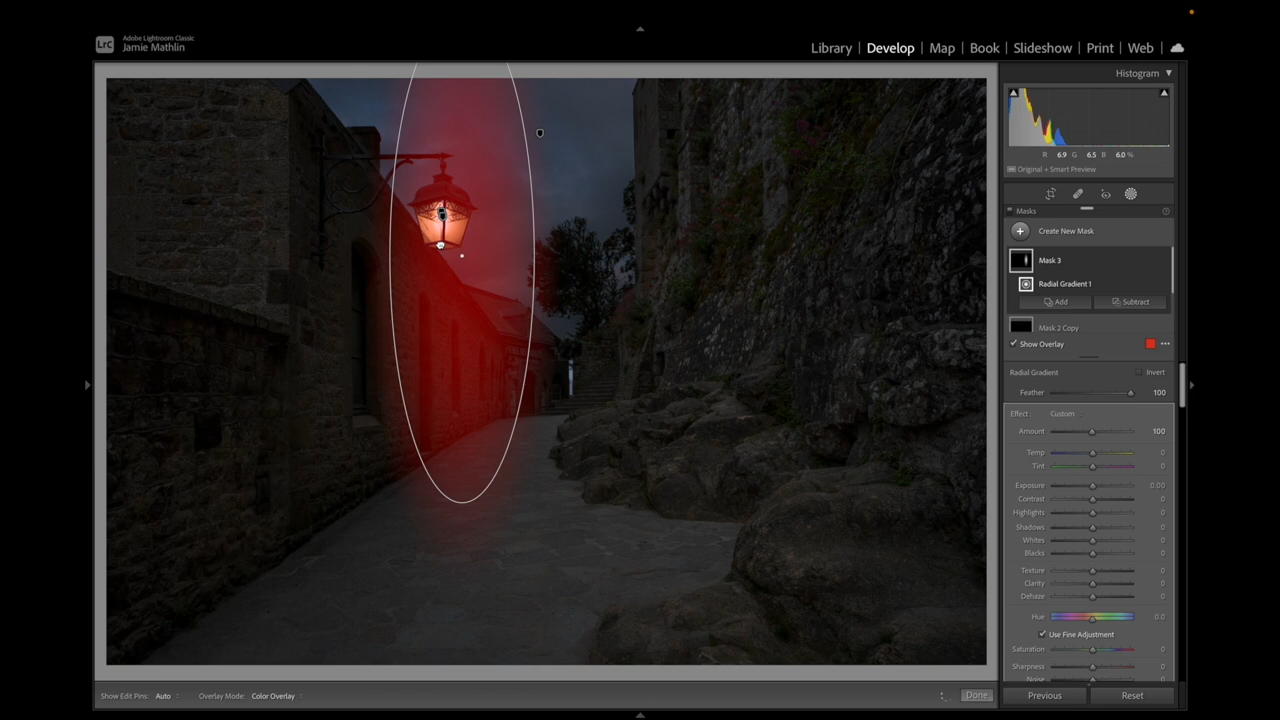 LrC
Adobe Lightroom Classic
Jamie Mathlin
Library | Develop | Map | Book | Slideshow | Print | Web |
Histogram
R 6.9 G 6.5 B 6.0 %
Original + Smart Preview
Masks
Create New Mask
Mask 3
Radial Gradient 1
Add Subtract
Mask 2 Copy
Show Overlay
Radial Gradient Invert
Feather 100
Effect : Custom
Amount 100
Temp 0
Tint 0
Exposure 0.00
Contrast 0
Highlights 0
Shadows 0
Whites 0
Blacks 0
Texture 0
Clarity 0
Dehaze 0
Hue 0.0
Use Fine Adjustment
Saturation 0
Sharpness 0
Noise 0
Show Edit Pins: Auto Overlay Mode: Color Overlay Done
Previous Reset